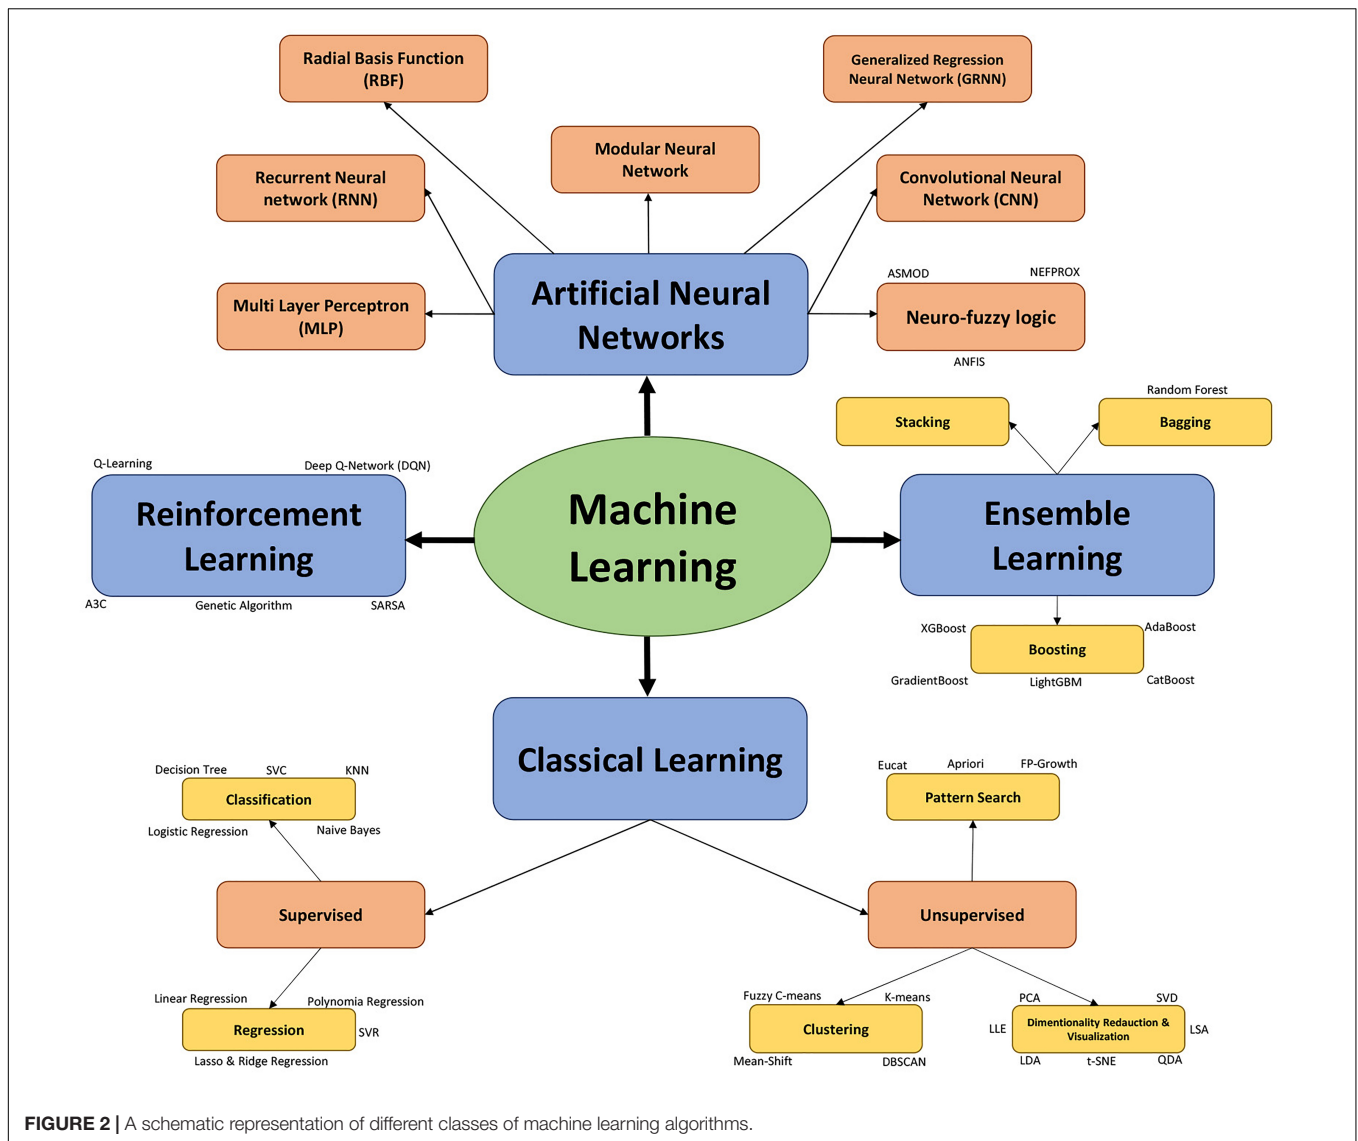 Radial Basis Function
(RBF)
Generalized Regression
Neural Network (GRNN)
Modular Neural
Network
Recurrent Neural
network (RNN)
Convolutional Neural
Network (CNN)
Multi Layer Perceptron
(MLP)
Artificial Neural
Networks
ASMOD
NEFPROX
Neuro-fuzzy logic
ANFIS
Stacking
Random Forest
Bagging
Q-Learning
Deep Q-Network (DQN)
Reinforcement
Learning
A3C
Genetic Algorithm
SARSA
Machine
Learning
Ensemble
Learning
XGBoost
AdaBoost
Boosting
GradientBoost
LightGBM
CatBoost
Classical Learning
Decision Tree
SVC
KNN
Classification
Logistic Regression
Naive Bayes
Eucat
Apriori
FP-Growth
Pattern Search
Supervised
Unsupervised
Linear Regression
Polynomia Regression
Regression
SVR
Lasso & Ridge Regression
Fuzzy C-means
K-means
Clustering
Mean-Shift
DBSCAN
PCA
SVD
LLE
Dimentionality Redauction &
Visualization
LSA
LDA
t-SNE
QDA
FIGURE 2 | A schematic representation of different classes of machine learning algorithms.